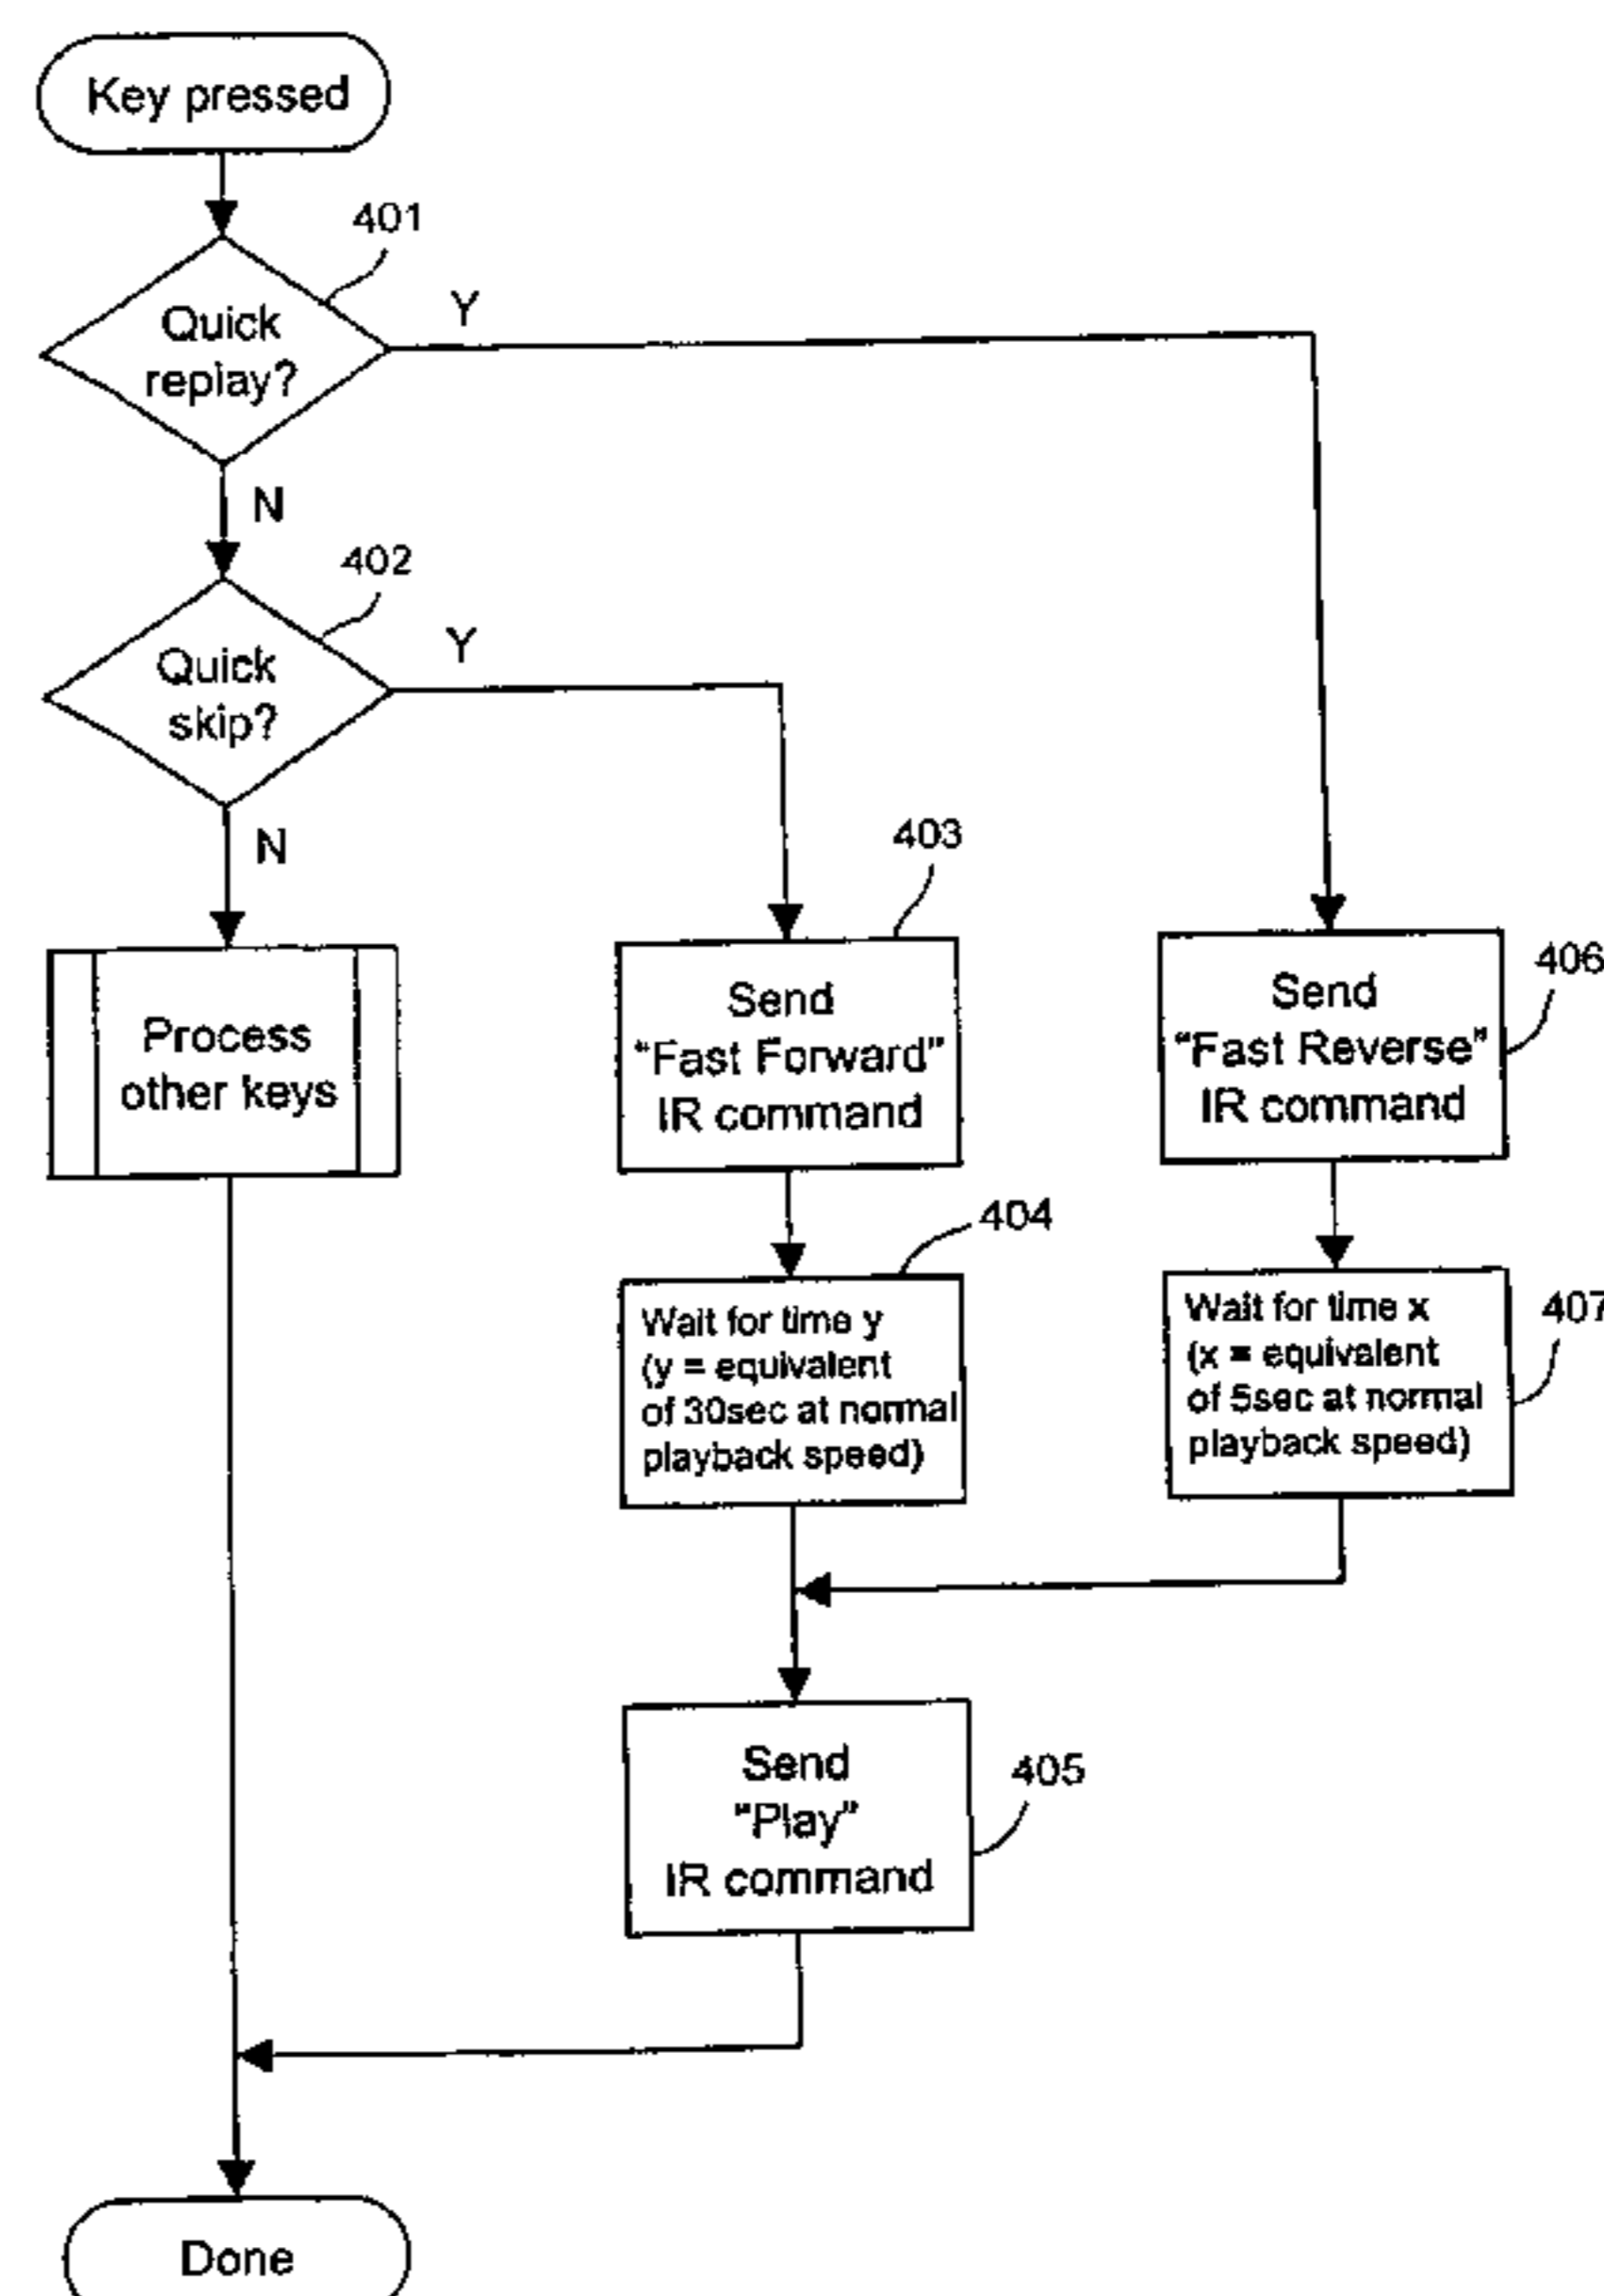 Key pressed
401
Y
Quick
replay?
N
402
Y
Quick
skip?
N
403
406
Process
other keys
Send
"Fast Forward"
IR command
Send
"Fast Reverse"
IR command
404
407
Wait for time y
(y = equivalent
of 30sec at normal
playback speed)
Wait for time x
(x = equivalent
of 5sec at normal
playback speed)
Send
"Play"
IR command
405
Done